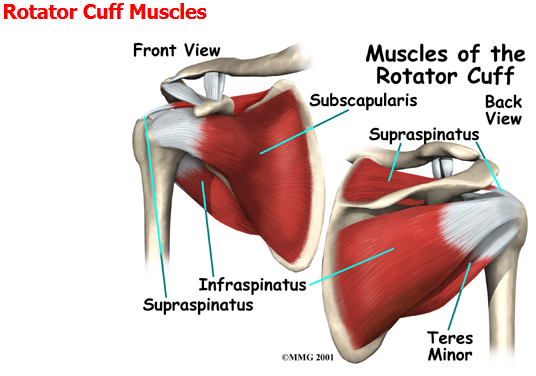 Rotator Cuff Muscles
Front View
Muscles of the
Rotator Cuff
Subscapularis
Back
View
Supraspinatus
Infraspinatus
Supraspinatus
Teres
Minor
©MMG 2001